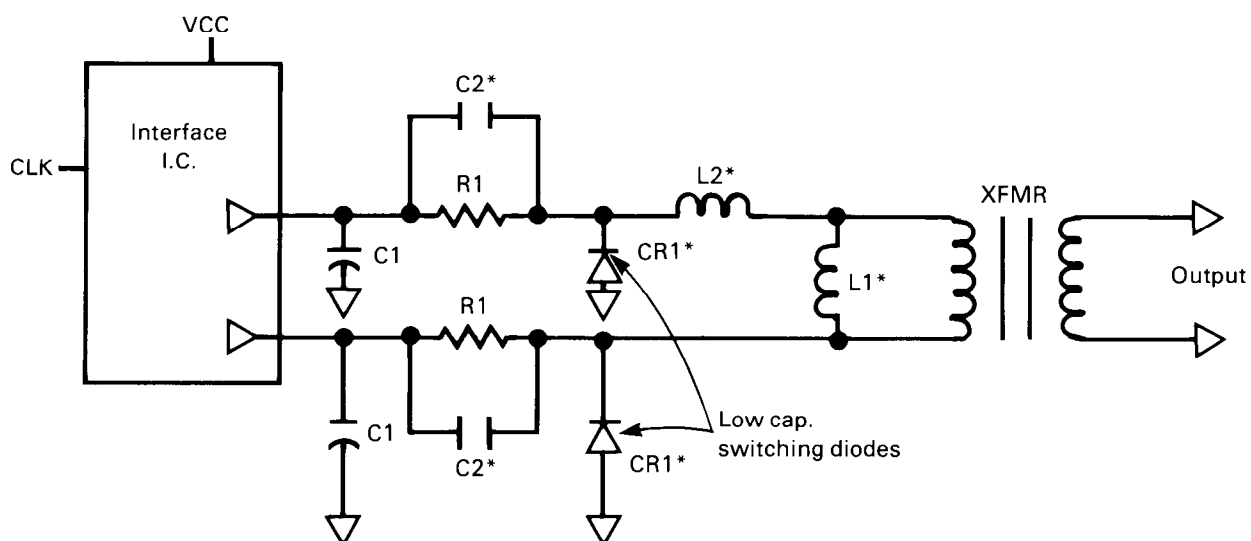 VCC
C2*
Interface
I.C.
CLK
R1
L2*
XFMR
C1
CR1*
L1*
Output
R1
C1
C2*
CR1*
Low cap.
switching diodes